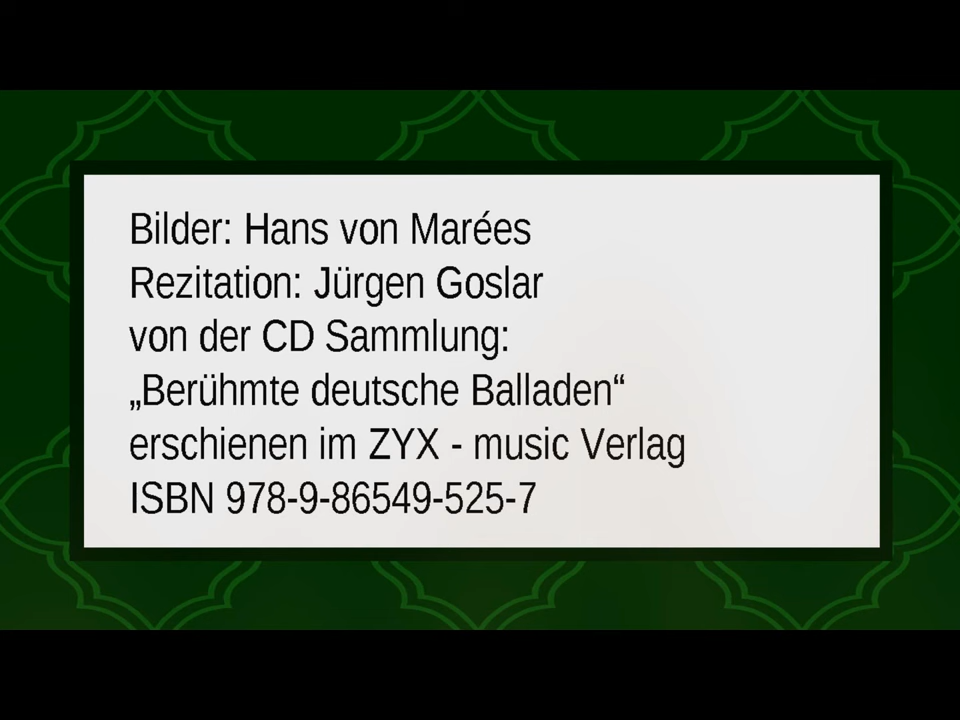 Bilder: Hans von Marées
Rezitation: Jürgen Goslar
von der CD Sammlung:
„Berühmte deutsche Balladen“
erschienen im ZYX - music Verlag
ISBN 978-9-86549-525-7